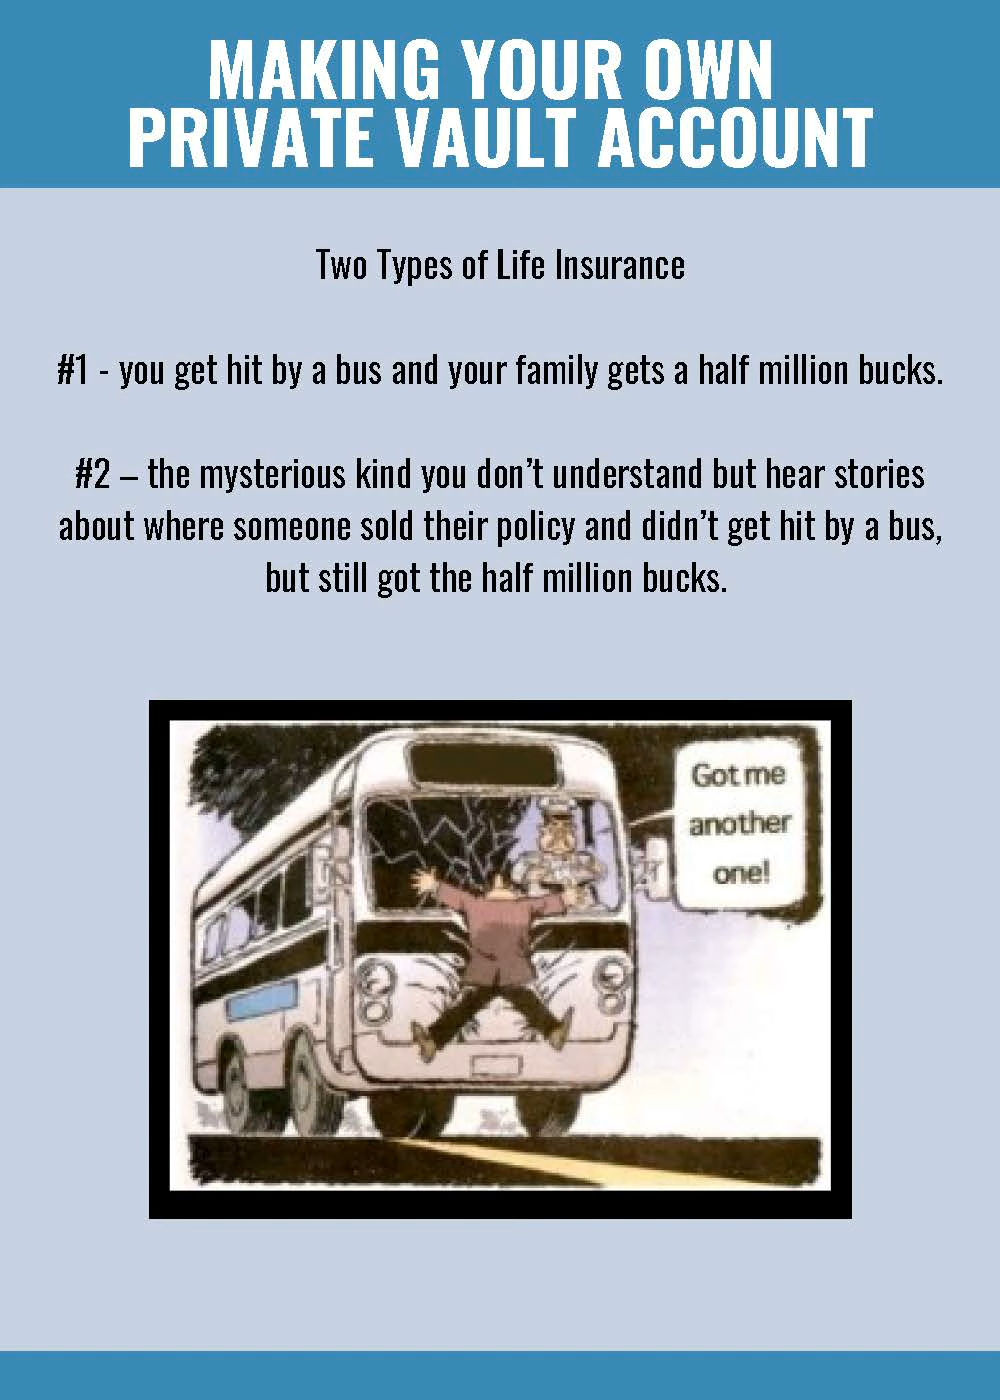 MAKING YOUR OWN
PRIVATE VAULT ACCOUNT
Two Types of Life Insurance
#1 - you get hit by a bus and your family gets a half million bucks.
#2 – the mysterious kind you don’t understand but hear stories
about where someone sold their policy and didn’t get hit by a bus,
but still got the half million bucks.
Got me
another
one!